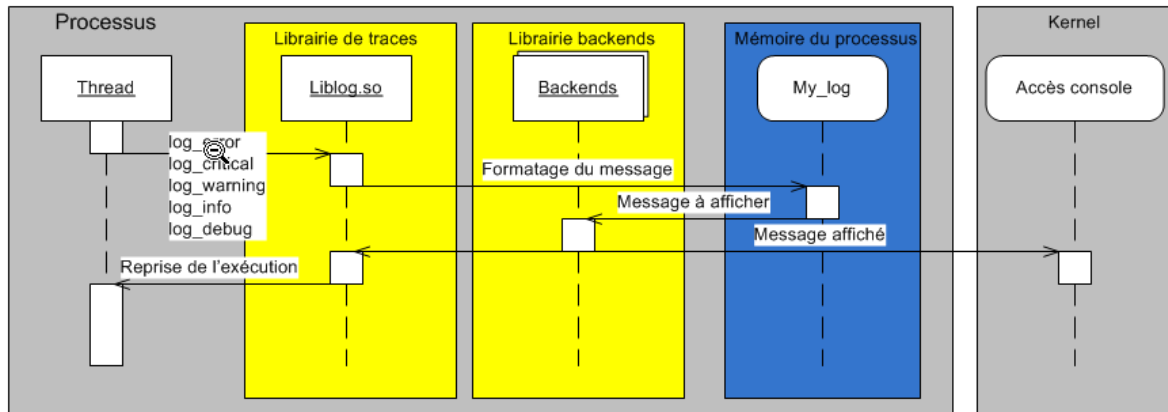 Processus
Kernel
Librairie de traces
Librairie backends
Mémoire du processus
Thread
Liblog.so
Backends
My_log
Accès console
log_error
log_critical
log_warning
log_info
log_debug
Formatage du message
Message à afficher
Message affiché
Reprise de l'exécution